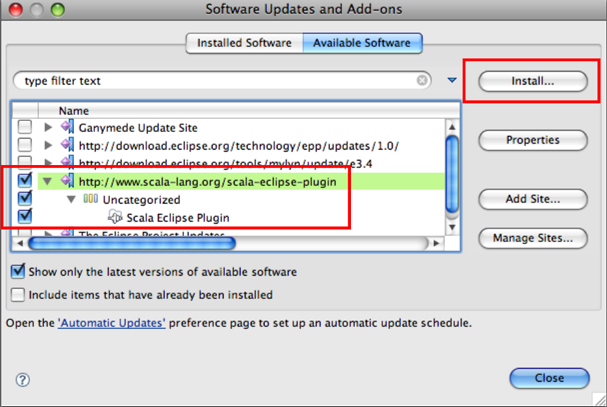 Software Updates and Add-ons
Installed Software Available Software
type filter text
Install...
Name
Ganymede Update Site
http://download.eclipse.org/technology/epp/updates/1.0/
http://download.eclipse.org/tools/mylyn/update/e3.4
http://www.scala-lang.org/scala-eclipse-plugin
Uncategorized
Scala Eclipse Plugin
The Eclipse Project Updates
Properties
Add Site...
Manage Sites...
Show only the latest versions of available software
Include items that have already been installed
Open the 'Automatic Updates' preference page to set up an automatic update schedule.
?
Close